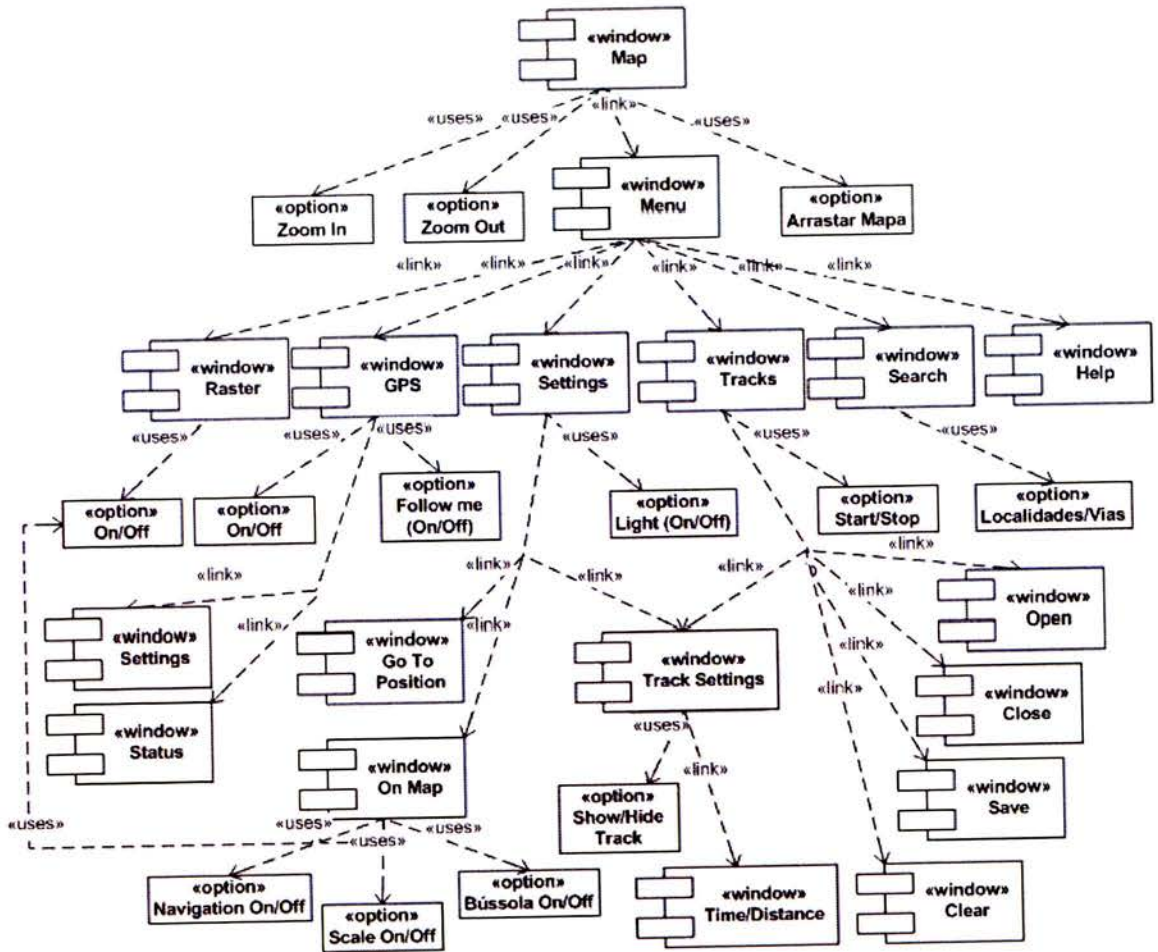 «window»
Map
«uses»
«uses»
«link»
«uses»
«option»
Zoom In
«option»
Zoom Out
«window»
Menu
«option»
Arrastar Mapa
«link»
«link»
«link»
«link»
«link»
«link»
«window»
Raster
«window»
GPS
«window»
Settings
«window»
Tracks
«window»
Search
«window»
Help
«uses»
«uses»
«uses»
«uses»
«uses»
«uses»
«option»
On/Off
«option»
On/Off
«option»
Follow me
(On/Off)
«option»
Light (On/Off)
«option»
Start/Stop
«option»
Localidades/Vias
«link»
«link»
«link»
«link»
«link»
«window»
Settings
«link»
«window»
Go To
Position
«link»
«window»
Track Settings
«link»
«link»
«link»
«window»
Open
«window»
Status
«window»
On Map
«uses»
«link»
«window»
Close
«option»
Show/Hide
Track
«window»
Save
«uses»
«uses»
«uses»
«uses»
«option»
Navigation On/Off
«option»
Scale On/Off
«option»
Bússola On/Off
«window»
Time/Distance
«window»
Clear